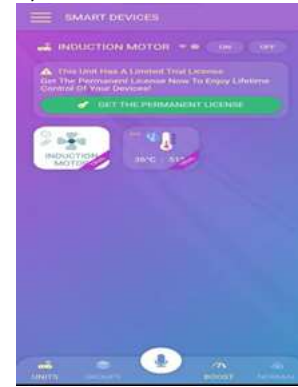 SMART DEVICES
INDUCTION MOTOR
ON
OFF
This Unit Has A Limited Trial License
Get The Permanent License Now To Enjoy Lifetime
Control Of Your Devices!
GET THE PERMANENT LICENSE
INDUCTION
MOTOR
UNITS
GROUPS
BOOST